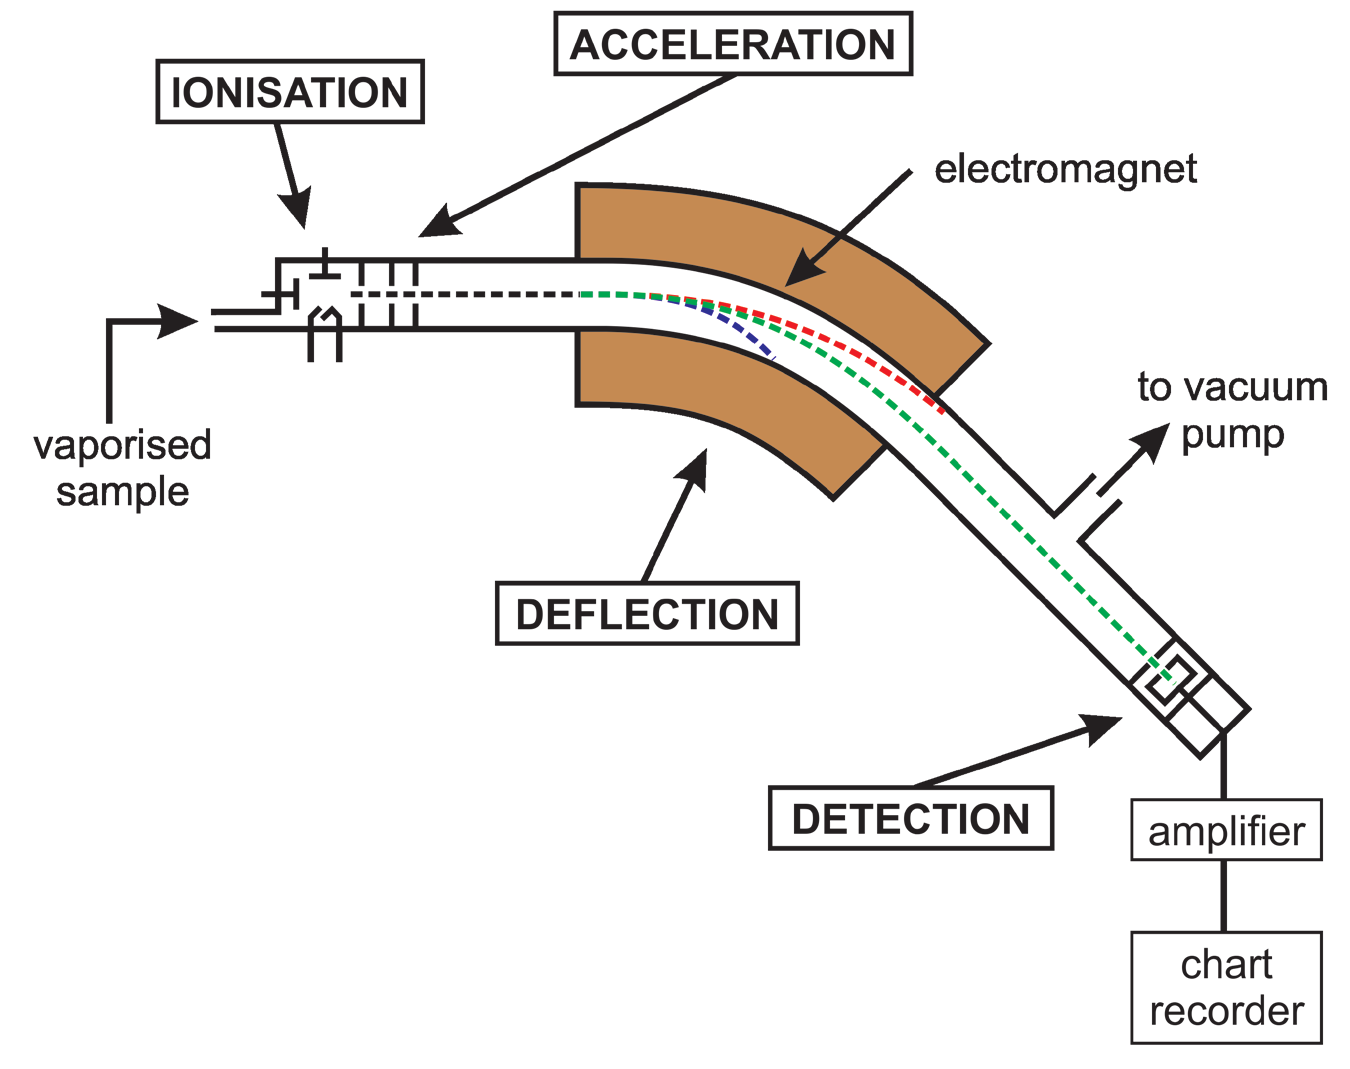 ACCELERATION
IONISATION
electromagnet
vaporised
sample
to vacuum
pump
DEFLECTION
DETECTION
amplifier
chart
recorder